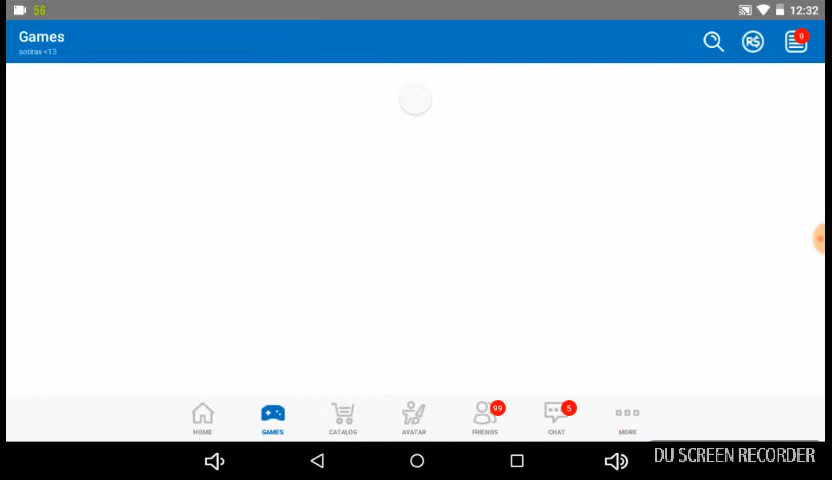 56
12:32
Games
sotiras <13
R$
9
99
5
HOME
GAMES
CATALOG
AVATAR
FRIENDS
CHAT
MORE
DU SCREEN RECORDER